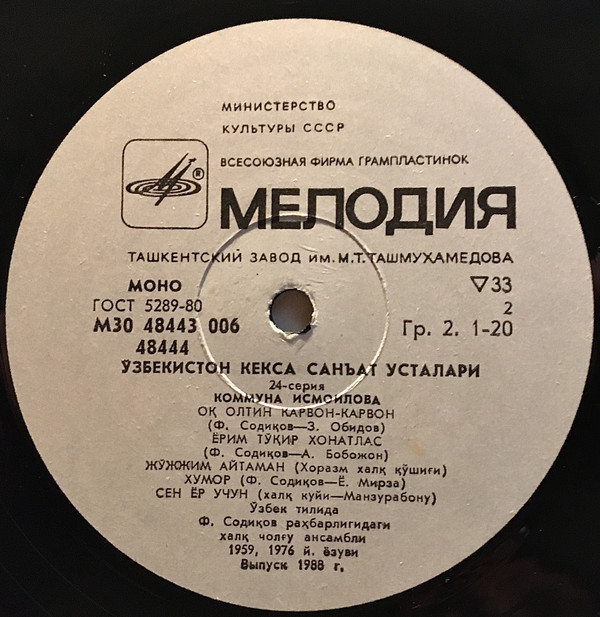 МИНИСТЕРСТВО
КУЛЬТУРЫ СССР
ВСЕСОЮЗНАЯ ФИРМА ГРАМПЛАСТИНОК
®
МЕЛОДИЯ
ТАШКЕНТСКИЙ ЗАВОД ИМ. М.Т.ТАШМУХАМЕДОВА
МОНО ▽33
ГОСТ 5289-80 2
М30 48443 006 Гр. 2. 1-20
48444
ЎЗБЕКИСТОН КЕКСА САНЪАТ УСТАЛАРИ
24-серия
КОММУНА ИСМОИЛОВА
ОҚ ОЛТИН КАРВОН-КАРВОН
(Ф. Содиқов—З. Обидов)
ЁРИМ ТЎҚИР ХОНАТЛАС
(Ф. Содиқов—А. Бобожон)
ЖЎЖЖИМ АЙТАМАН (Хоразм халқ қўшиғи)
ХУМОР (Ф. Содиқов—Ё. Мирза)
СЕН ЁР УЧУН (халқ куйи—Манзурабону)
Ўзбек тилида
Ф. Содиқов раҳбарлигидаги
халқ чолғу ансамбли
1959, 1976 й. ёзуви
Выпуск 1988 г.